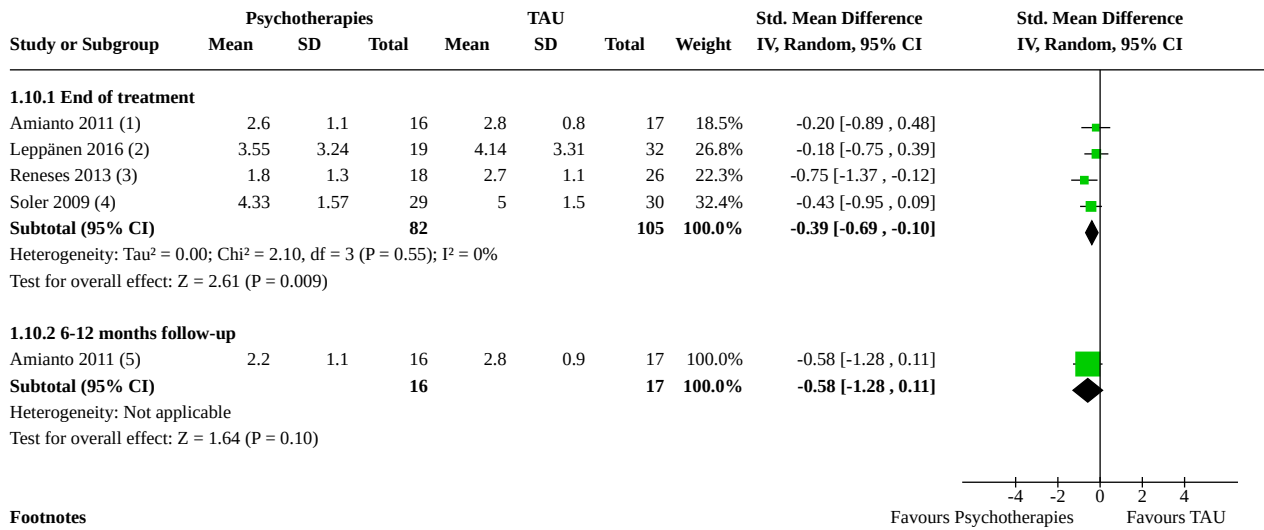 Psychotherapies TAU Std. Mean Difference Std. Mean Difference
Study or Subgroup Mean SD Total Mean SD Total Weight IV, Random, 95% CI IV, Random, 95% CI
1.10.1 End of treatment
Amianto 2011 (1) 2.6 1.1 16 2.8 0.8 17 18.5% -0.20 [-0.89 , 0.48]
Leppänen 2016 (2) 3.55 3.24 19 4.14 3.31 32 26.8% -0.18 [-0.75 , 0.39]
Reneses 2013 (3) 1.8 1.3 18 2.7 1.1 26 22.3% -0.75 [-1.37 , -0.12]
Soler 2009 (4) 4.33 1.57 29 5 1.5 30 32.4% -0.43 [-0.95 , 0.09]
Subtotal (95% CI) 82 105 100.0% -0.39 [-0.69 , -0.10]
Heterogeneity: Tau² = 0.00; Chi² = 2.10, df = 3 (P = 0.55); I² = 0%
Test for overall effect: Z = 2.61 (P = 0.009)
1.10.2 6-12 months follow-up
Amianto 2011 (5) 2.2 1.1 16 2.8 0.9 17 100.0% -0.58 [-1.28 , 0.11]
Subtotal (95% CI) 16 17 100.0% -0.58 [-1.28 , 0.11]
Heterogeneity: Not applicable
Test for overall effect: Z = 1.64 (P = 0.10)
-4 -2 0 2 4
Footnotes Favours Psychotherapies Favours TAU